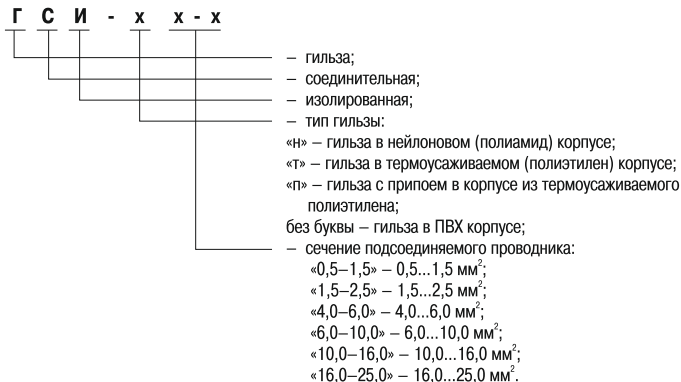 Г С И - х х - х
– гильза;
– соединительная;
– изолированная;
– тип гильзы:
«н» – гильза в нейлоновом (полиамид) корпусе;
«т» – гильза в термоусаживаемом (полиэтилен) корпусе;
«п» – гильза с припоем в корпусе из термоусаживаемого
полиэтилена;
без буквы – гильза в ПВХ корпусе;
– сечение подсоединяемого проводника:
«0,5–1,5» – 0,5...1,5 мм²;
«1,5–2,5» – 1,5...2,5 мм²;
«4,0–6,0» – 4,0...6,0 мм²;
«6,0–10,0» – 6,0...10,0 мм²;
«10,0–16,0» – 10,0...16,0 мм²;
«16,0–25,0» – 16,0...25,0 мм².